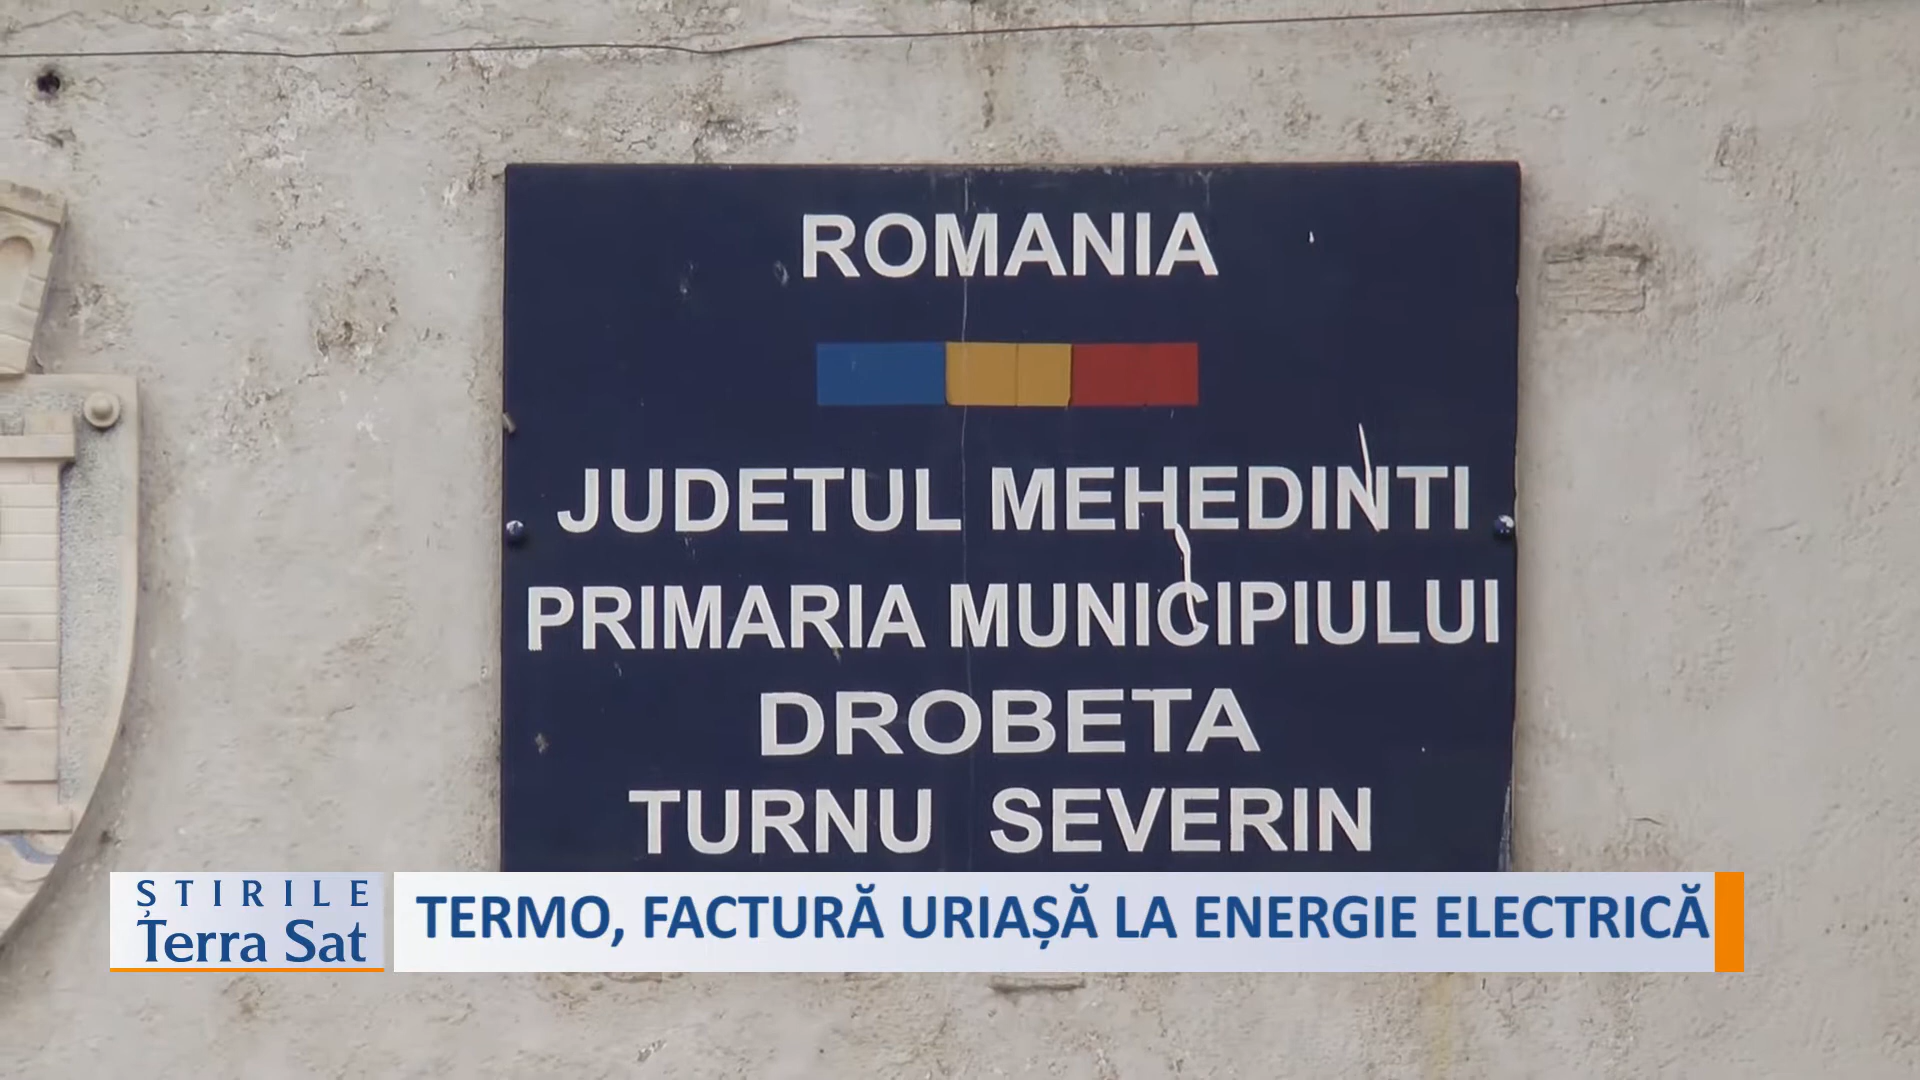 ROMANIA
JUDETUL MEHEDINTI
PRIMARIA MUNICIPIULUI
DROBETA
TURNU SEVERIN
ȘTIRILE
Terra Sat
TERMO, FACTURĂ URIAȘĂ LA ENERGIE ELECTRICĂ